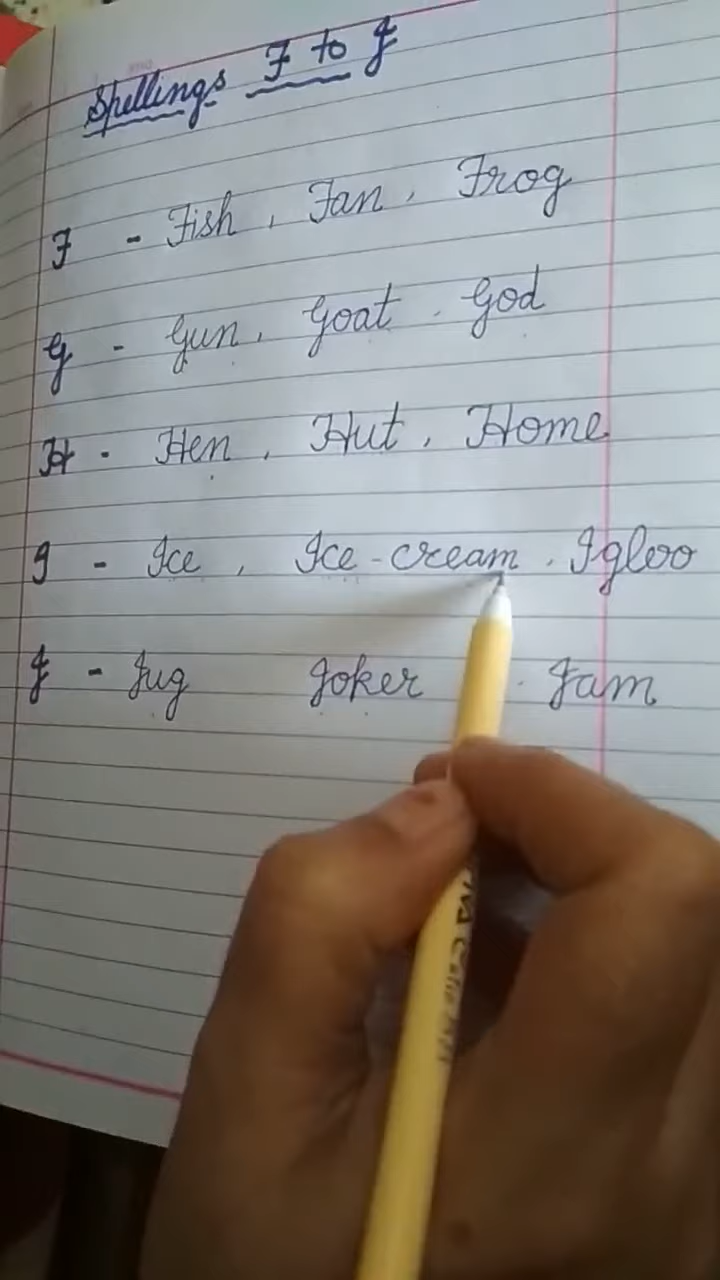 Spellings F to J
F - Fish, Fan, Frog
G - Gun, Goat, God
H - Hen, Hut, Home
I - Ice, Ice-cream, Igloo
J - Jug Joker, Jam